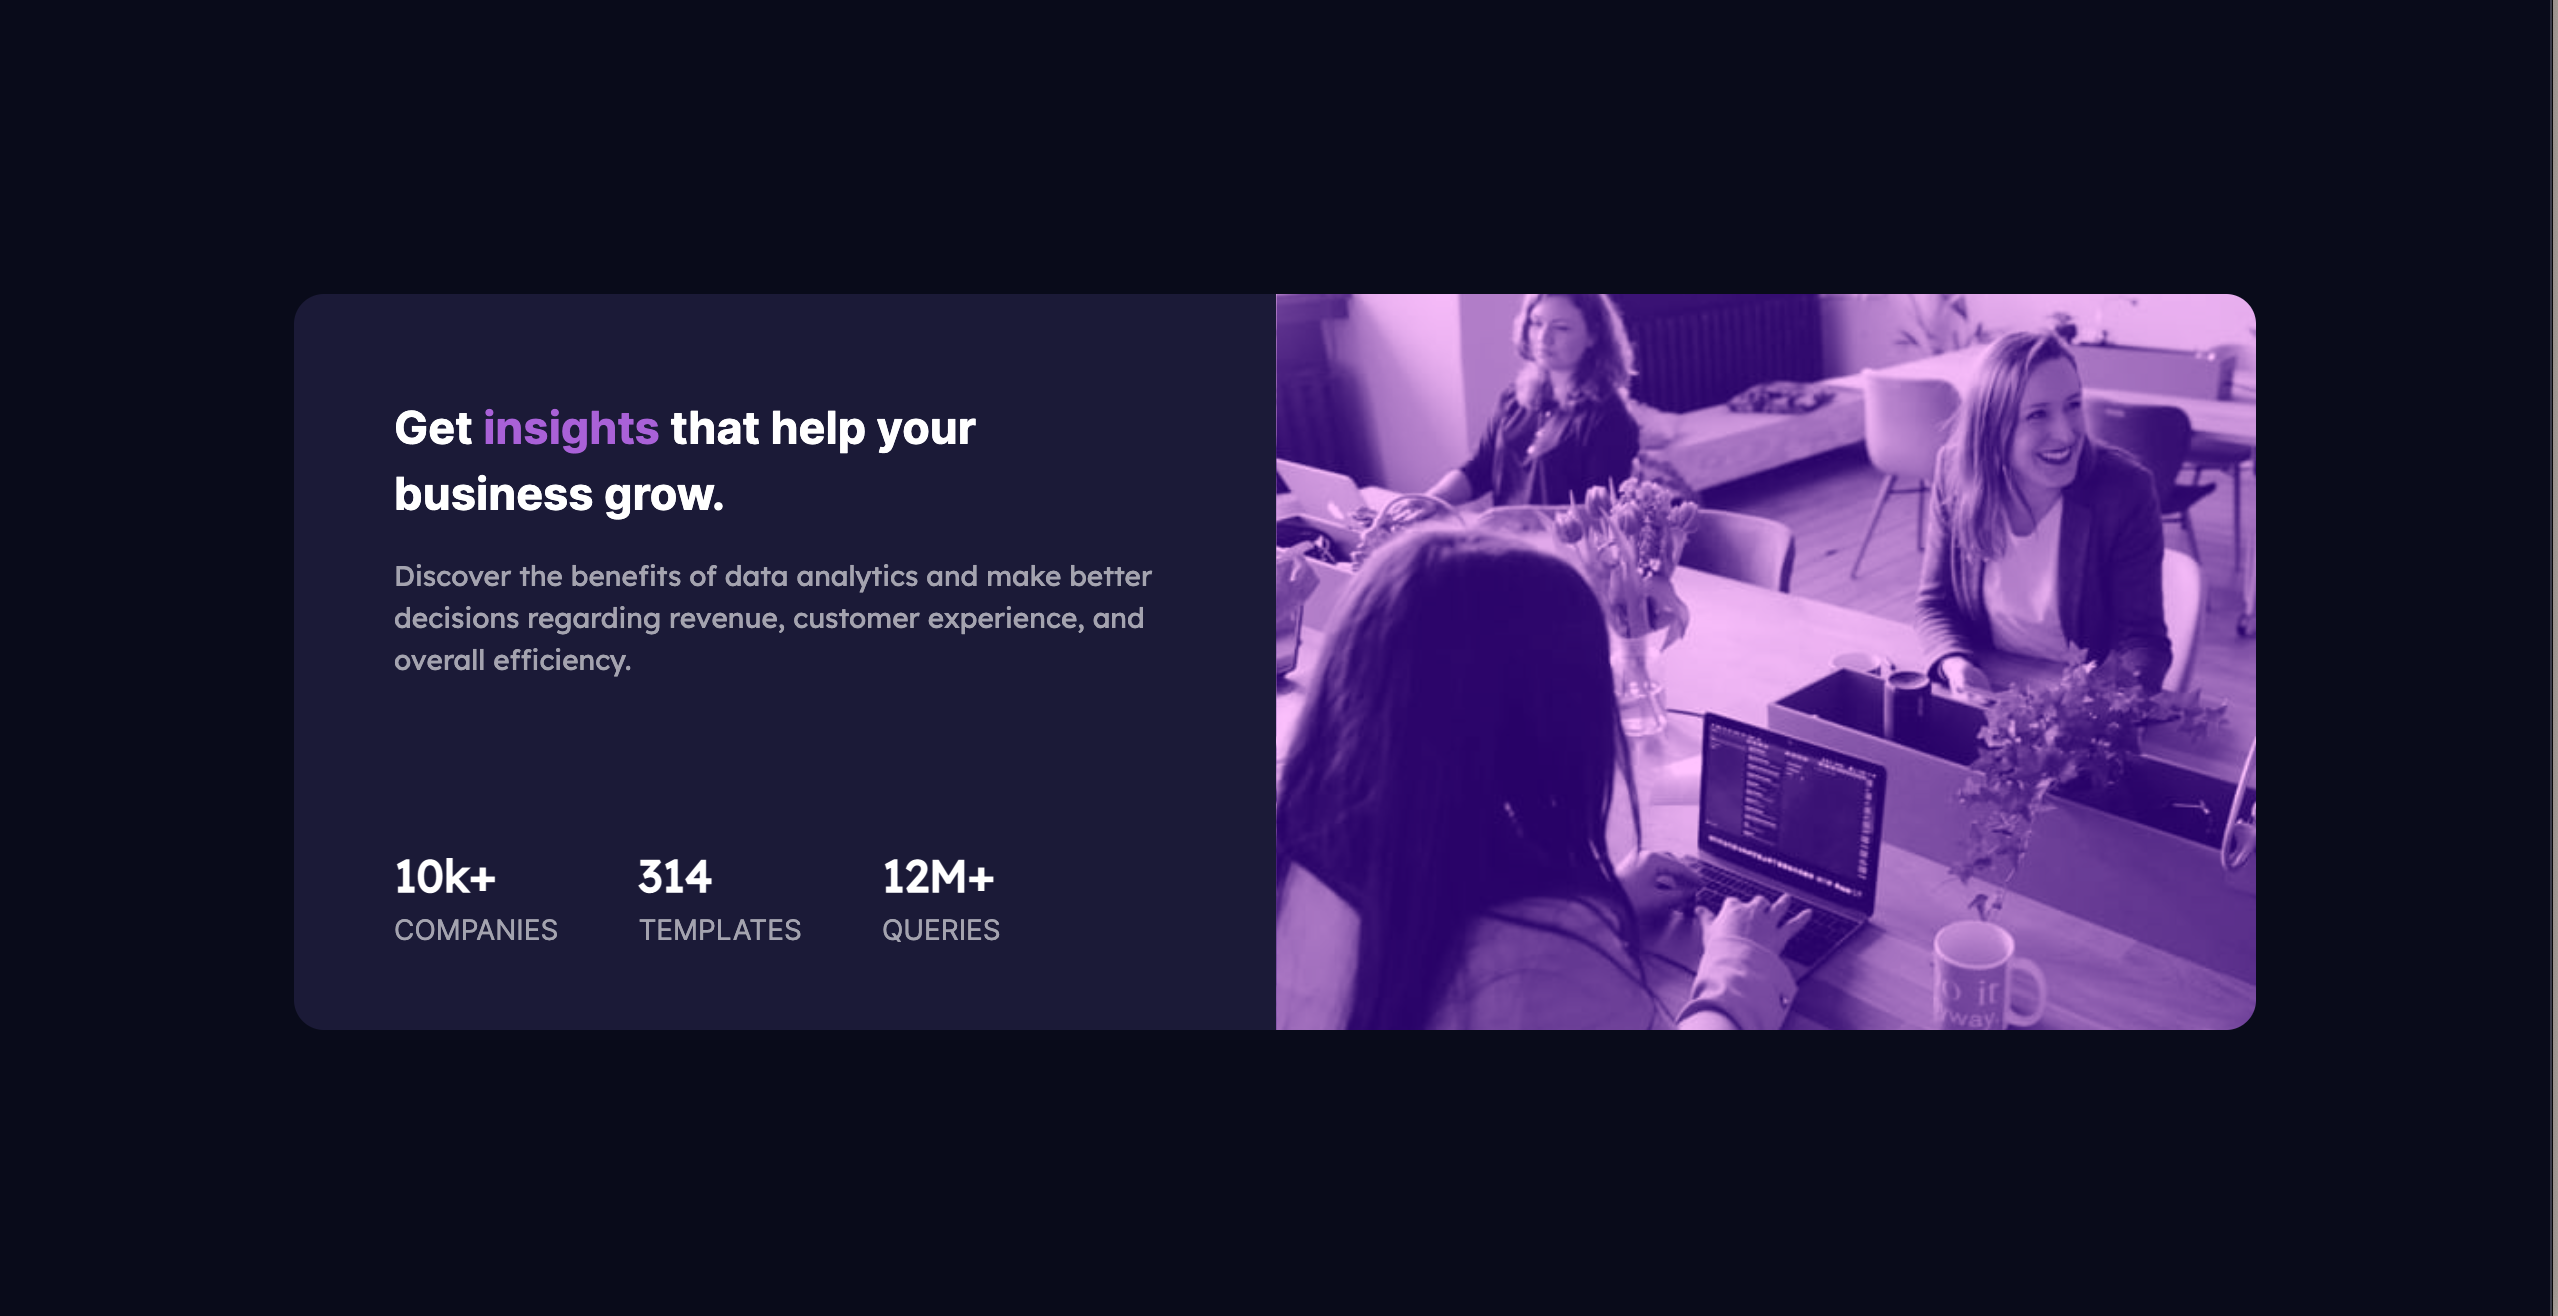 Get insights that help your
business grow.
Discover the benefits of data analytics and make better
decisions regarding revenue, customer experience, and
overall efficiency.
10k+ 314 12M+
COMPANIES TEMPLATES QUERIES